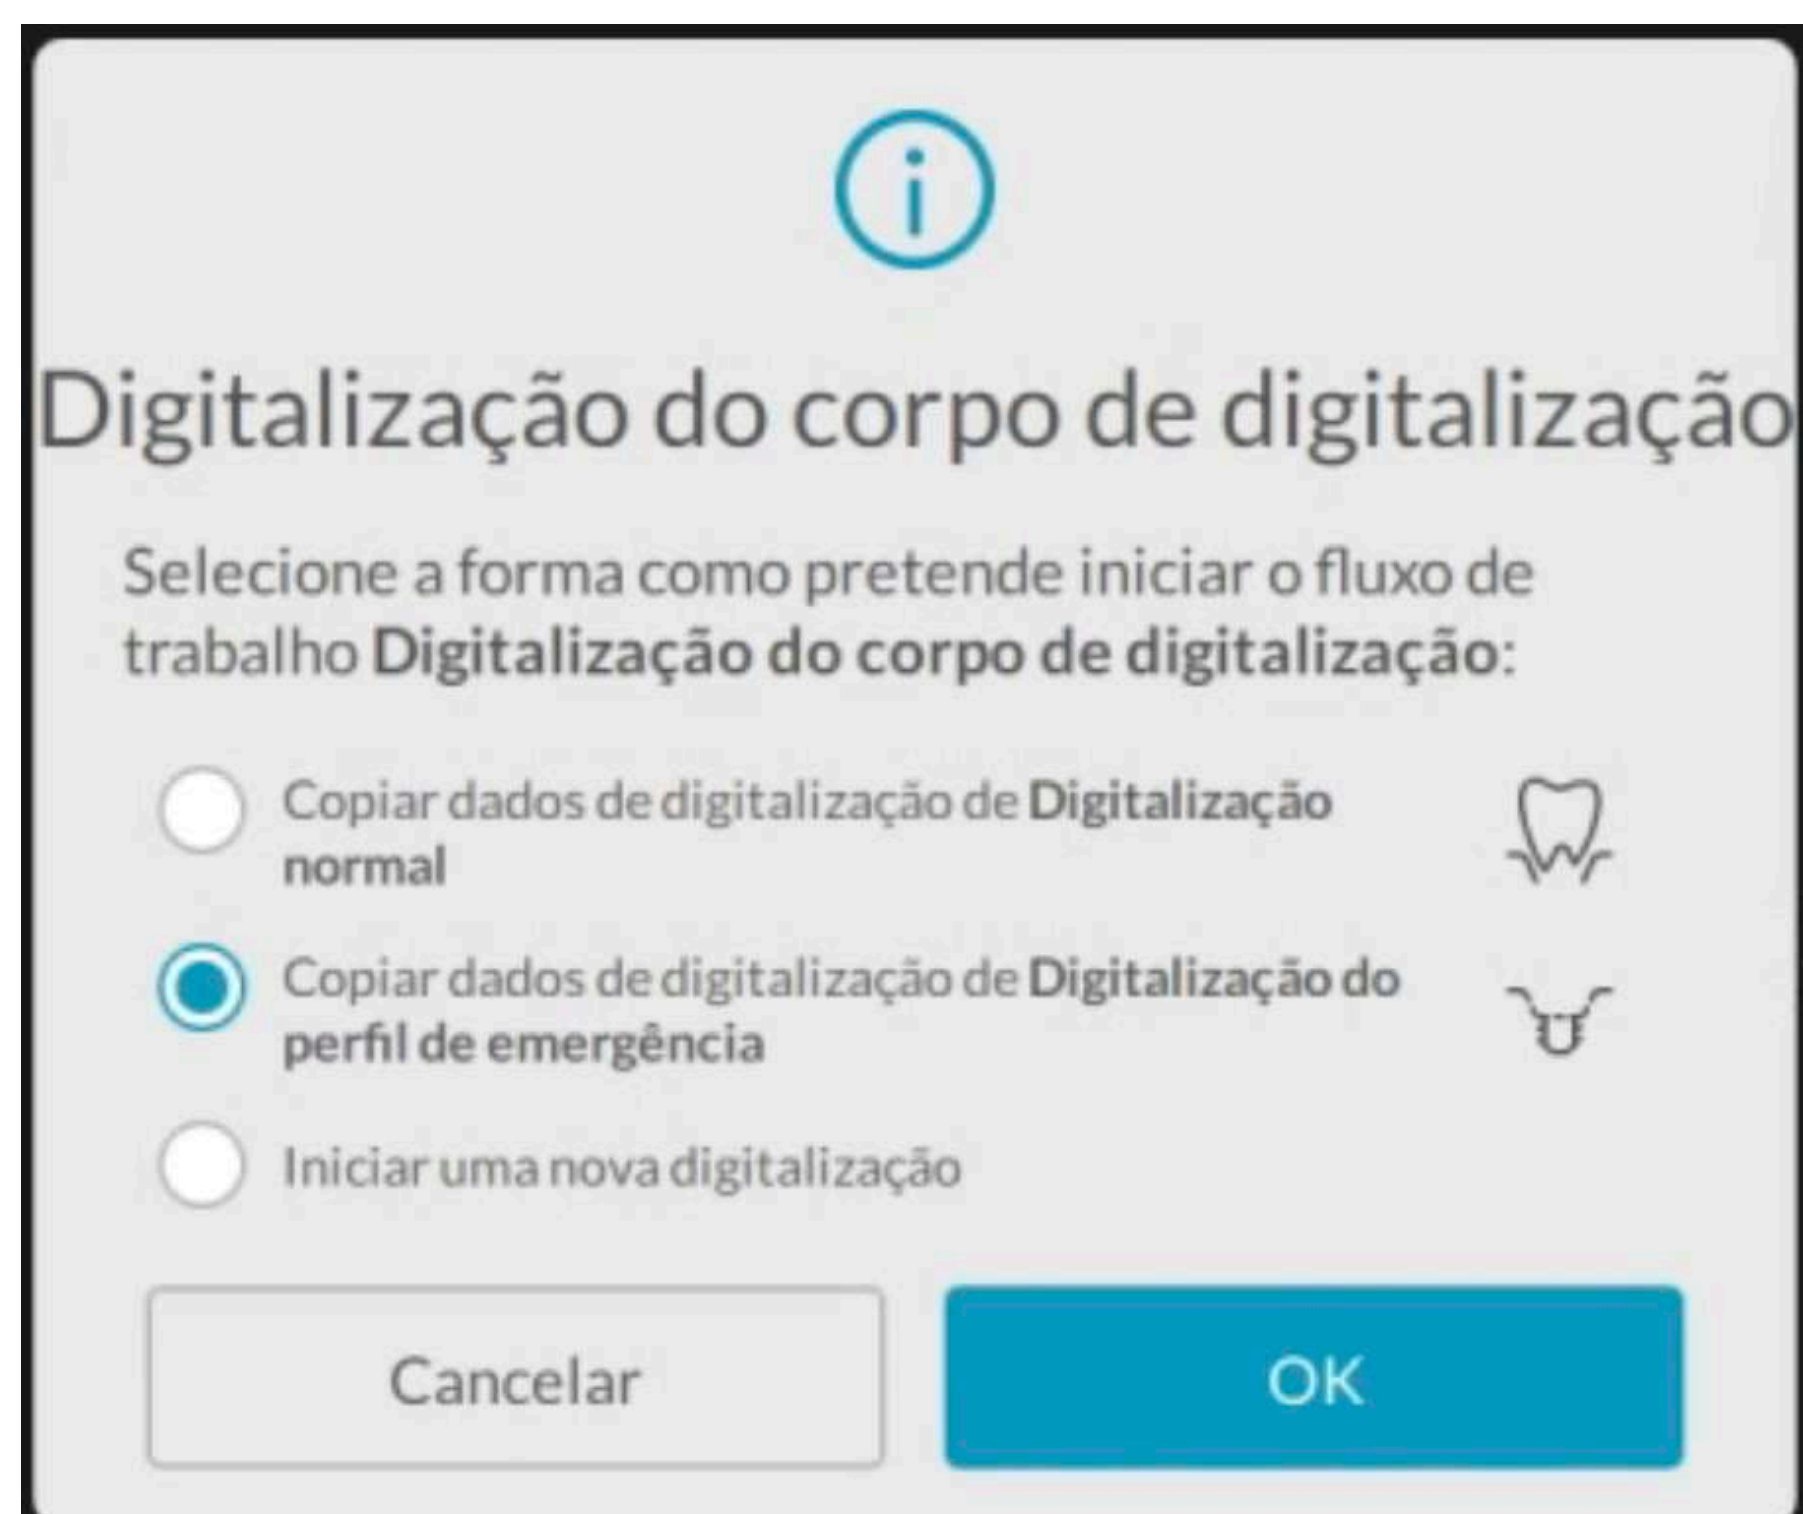 Digitalização do corpo de digitalização
Selecione a forma como pretende iniciar o fluxo de
trabalho Digitalização do corpo de digitalização:
Copiar dados de digitalização de Digitalização
normal
Copiar dados de digitalização de Digitalização do
perfil de emergência
Iniciar uma nova digitalização
Cancelar
OK